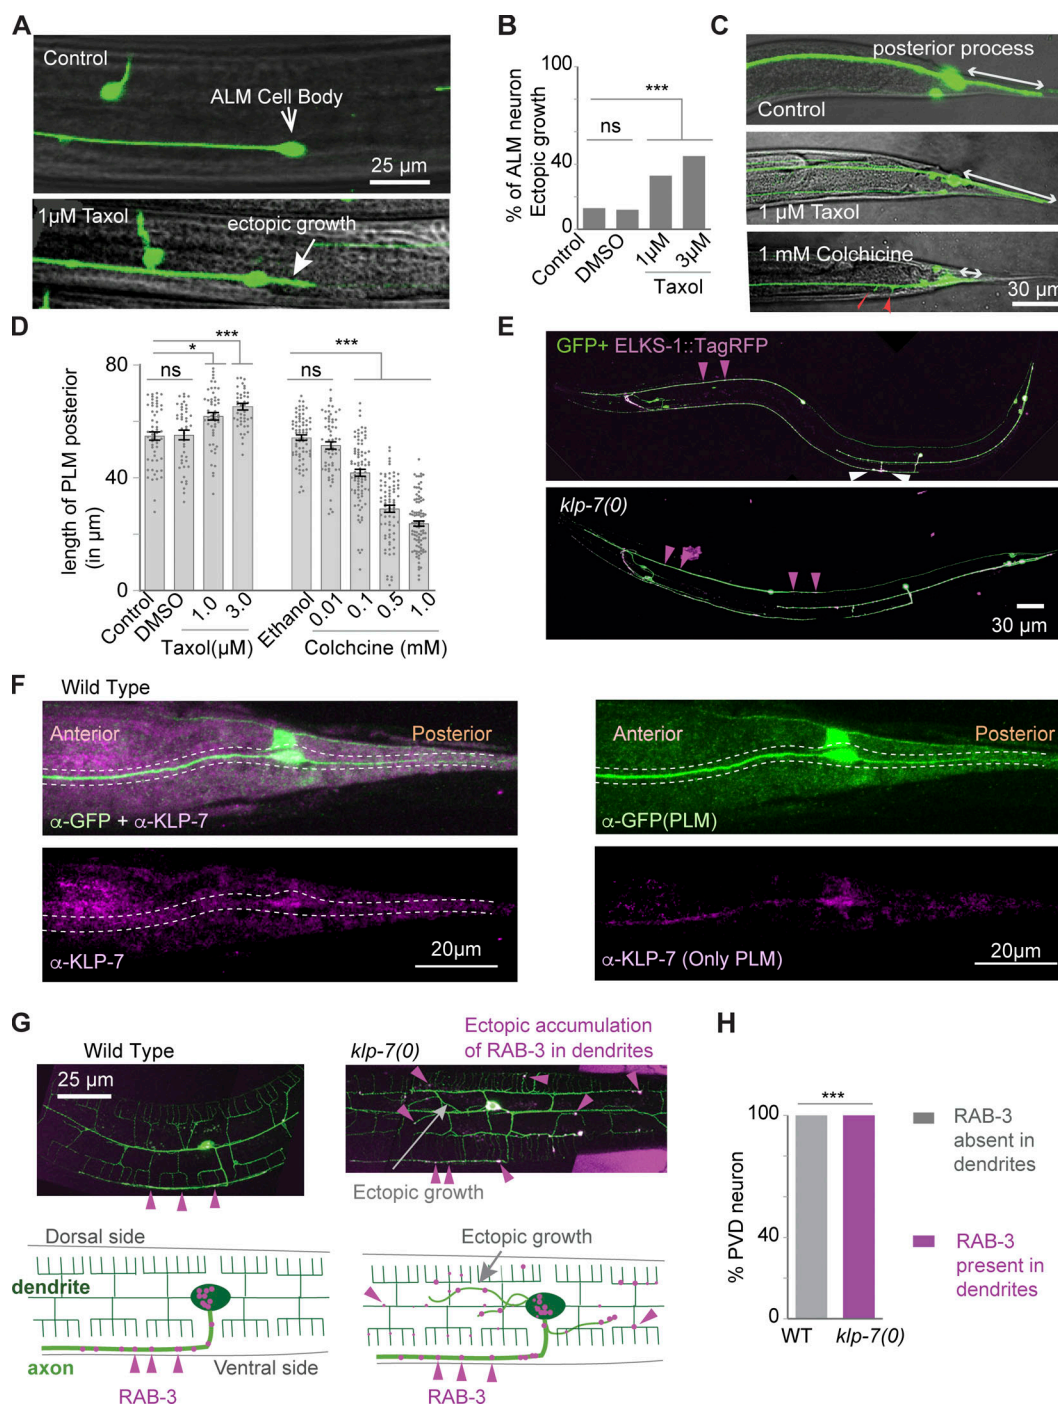 A
Control
ALM Cell Body
25 µm
1µM Taxol
ectopic growth
B
% of ALM neuron
Ectopic growth
100
40
0
***
ns
Control
DMSO
1µM
3µM
Taxol
C
posterior process
Control
1 µM Taxol
1 mM Colchicine
30 µm
D
length of PLM posterior
(in µm)
80
40
0
ns
*
***
ns
***
Control
DMSO
1.0
3.0
Taxol(µM)
Ethanol
0.01
0.1
0.5
1.0
Colchcine (mM)
E
GFP+ ELKS-1::TagRFP
klp-7(0)
30 µm
F
Wild Type
Anterior
Posterior
α-GFP + α-KLP-7
α-KLP-7
20µm
Anterior
Posterior
α-GFP(PLM)
α-KLP-7 (Only PLM)
20µm
G
Wild Type
25 µm
klp-7(0)
Ectopic accumulation
of RAB-3 in dendrites
Ectopic growth
Dorsal side
dendrite
axon
Ventral side
RAB-3
Ectopic growth
RAB-3
H
% PVD neuron
100
40
0
***
WT
klp-7(0)
RAB-3
absent in
dendrites
RAB-3
present in
dendrites